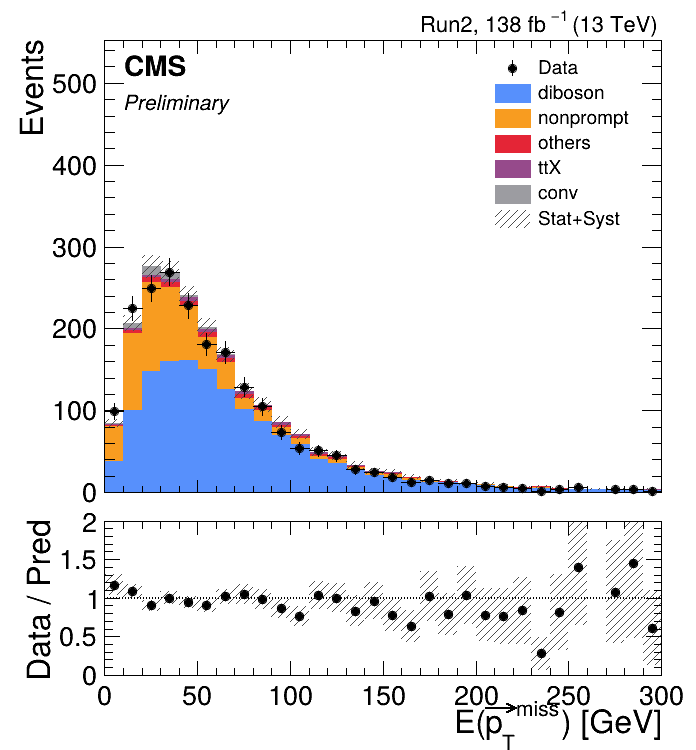 Run2, 138 fb⁻¹ (13 TeV)
CMS
Preliminary
Events
500
400
300
200
100
0
Data
diboson
nonprompt
others
ttX
conv
Stat+Syst
Data / Pred
2
1.5
1
0.5
0
0 50 100 150 200 250 300
E(p⃗_T^miss) [GeV]